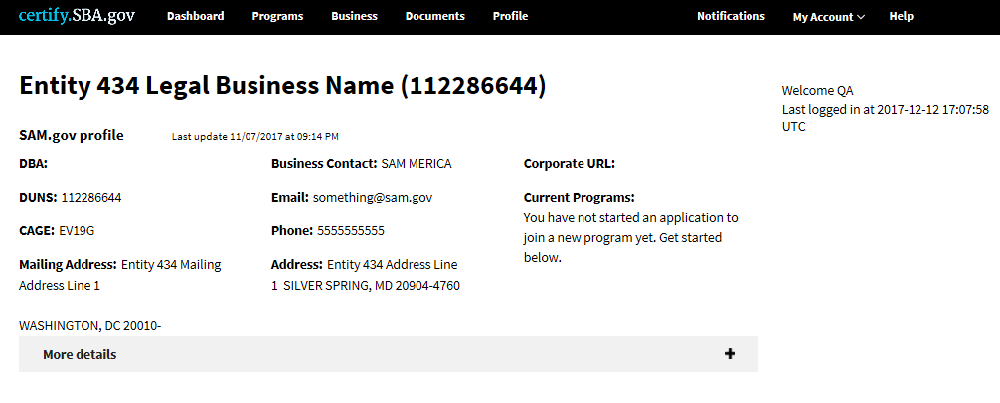 certify.SBA.gov Dashboard Programs Business Documents Profile Notifications My Account Help
Entity 434 Legal Business Name (112286644)
Welcome QA
Last logged in at 2017-12-12 17:07:58
UTC
SAM.gov profile Last update 11/07/2017 at 09:14 PM
DBA:
DUNS: 112286644
CAGE: EV19G
Mailing Address: Entity 434 Mailing
Address Line 1
WASHINGTON, DC 20010-
Business Contact: SAM MERICA
Email: something@sam.gov
Phone: 5555555555
Address: Entity 434 Address Line
1 SILVER SPRING, MD 20904-4760
Corporate URL:
Current Programs:
You have not started an application to
join a new program yet. Get started
below.
More details